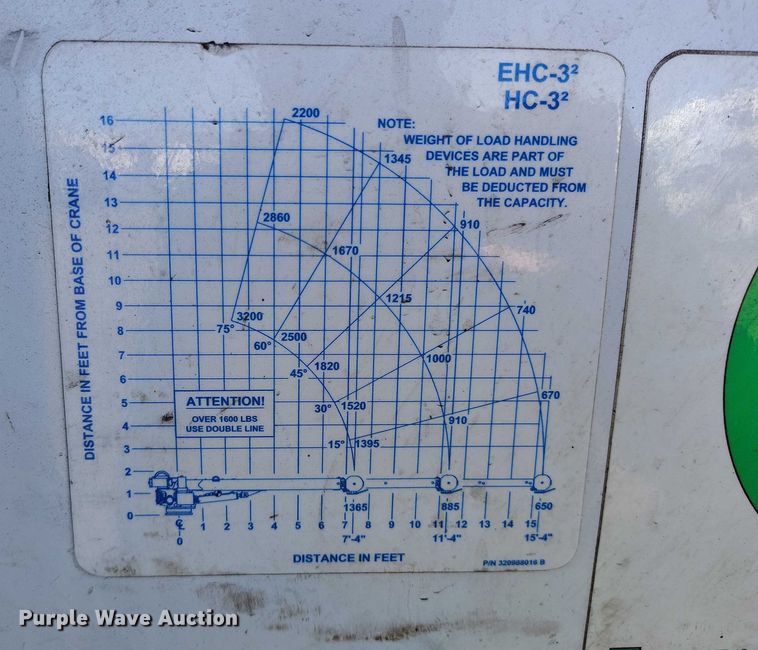 EHC-3²
HC-3²
NOTE:
WEIGHT OF LOAD HANDLING
DEVICES ARE PART OF
THE LOAD AND MUST
BE DEDUCTED FROM
THE CAPACITY.
DISTANCE IN FEET FROM BASE OF CRANE
16
15
14
13
12
11
10
9
8
7
6
5
4
3
2
1
0
2200
1345
910
740
670
2860
1670
1215
1000
910
3200
2500
1820
1520
1395
75°
60°
45°
30°
15°
ATTENTION!
OVER 1600 LBS
USE DOUBLE LINE
1365
885
650
℄ 1 2 3 4 5 6 7 8 9 10 11 12 13 14 15
0
7'-4"
11'-4"
15'-4"
DISTANCE IN FEET
P/N 320988016 B
Purple Wave Auction